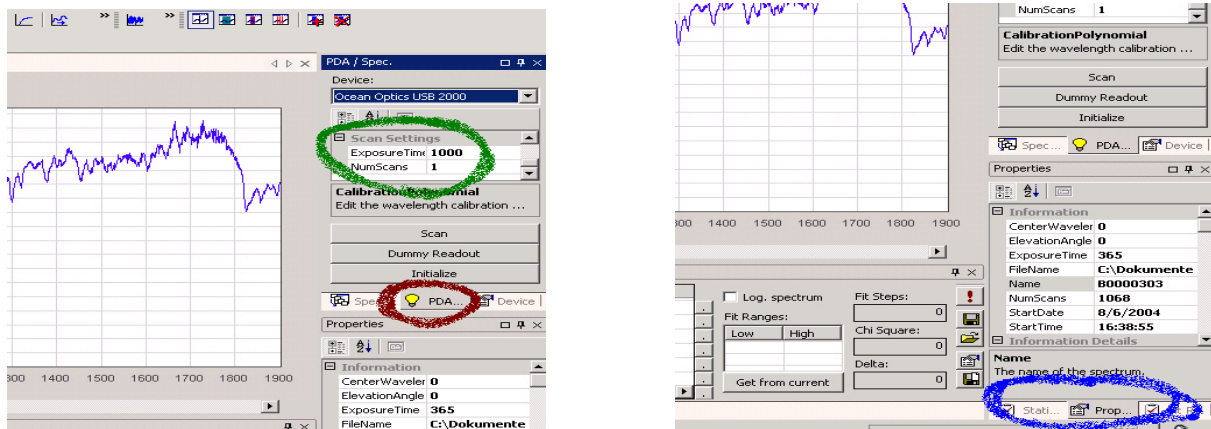 PDA / Spec.
Device:
Ocean Optics USB 2000
Scan Settings
ExposureTime 1000
NumScans 1
CalibrationPolynomial
Edit the wavelength calibration ...
Scan
Dummy Readout
Initialize
Spe
PDA...
Device
Properties
Information
CenterWaveler 0
ElevationAngle 0
ExposureTime 365
FileName C:\Dokumente
300 1400 1500 1600 1700 1800 1900
NumScans 1
CalibrationPolynomial
Edit the wavelength calibration ...
Scan
Dummy Readout
Initialize
Spec...
PDA...
Device
Properties
Information
CenterWaveler 0
ElevationAngle 0
ExposureTime 365
FileName C:\Dokumente
Name B0000303
NumScans 1068
StartDate 8/6/2004
StartTime 16:38:55
Information Details
Name
The name of the spectrum.
Stati...
Prop...
300 1400 1500 1600 1700 1800 1900
Log. spectrum
Fit Ranges:
Low High
Get from current
Fit Steps:
0
Chi Square:
0
Delta:
0